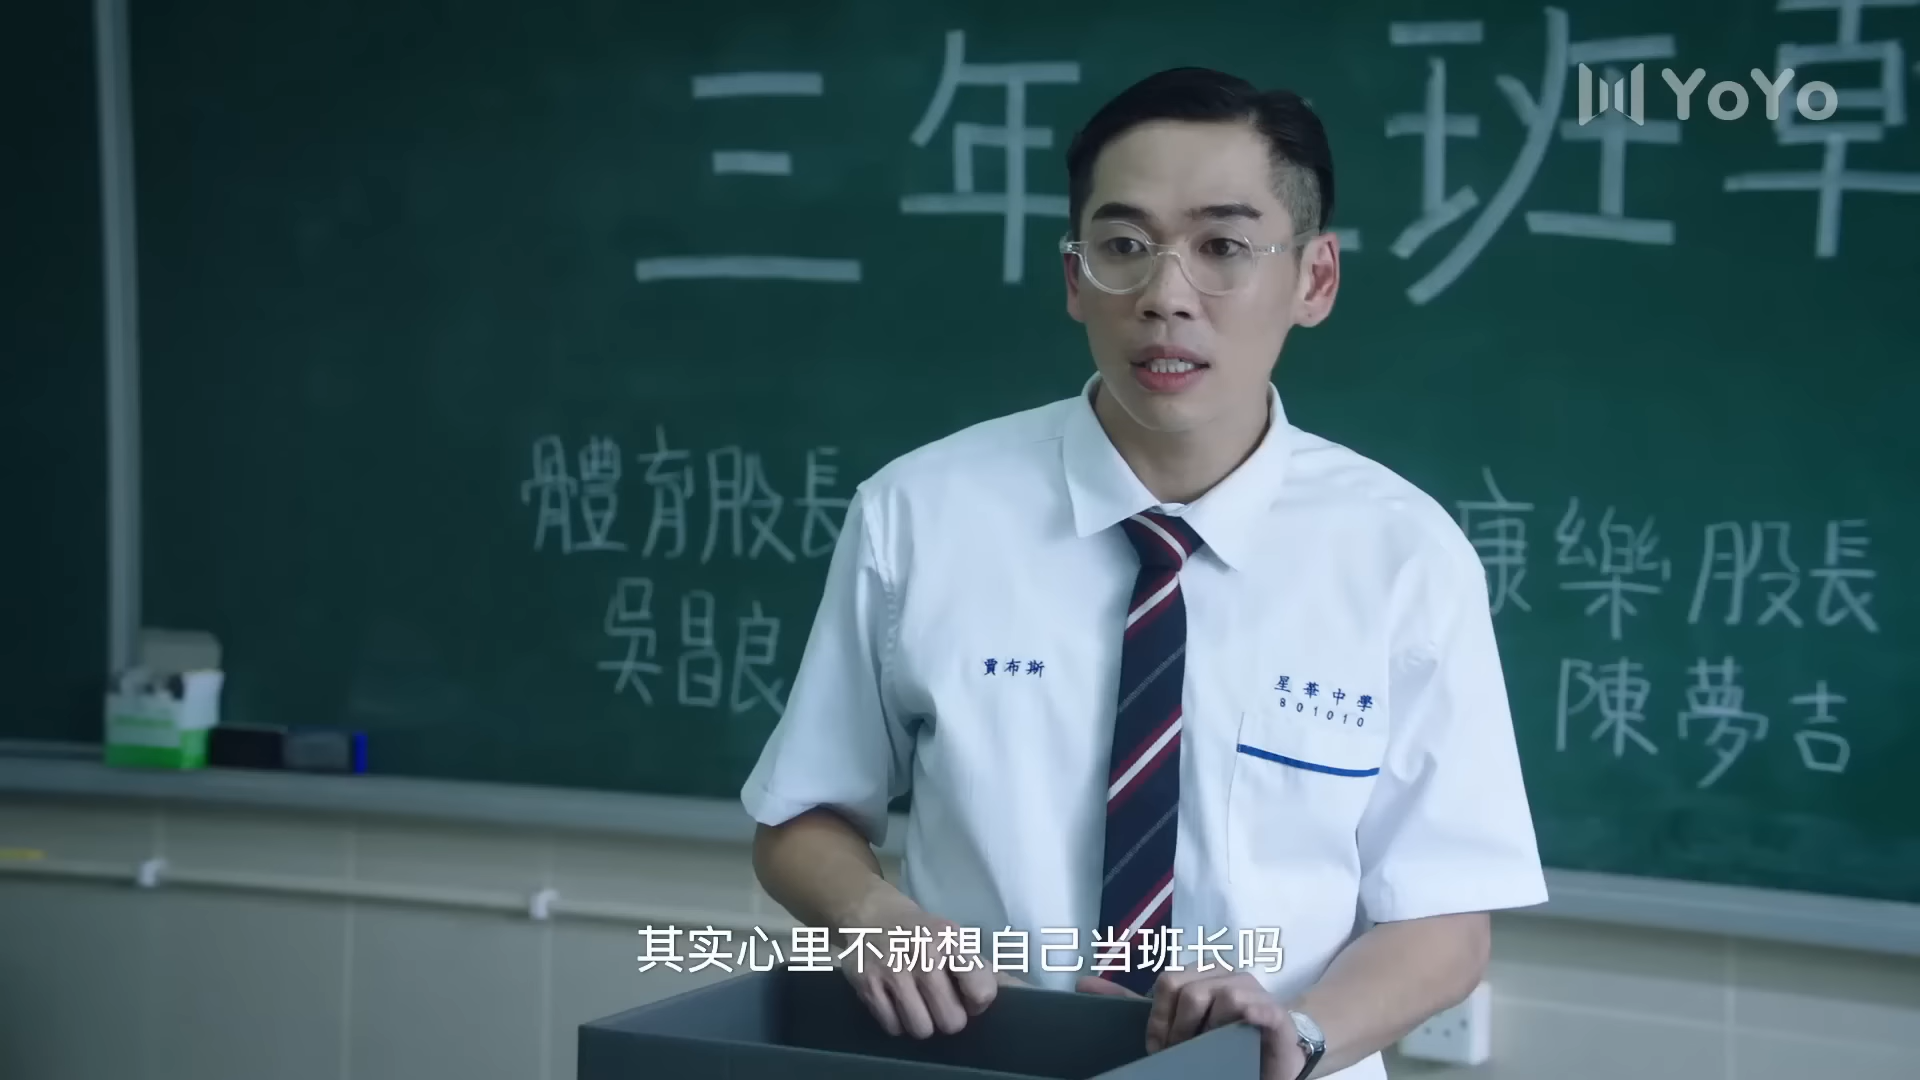 YoYo
三年 班
體育股長
吳昌良
康樂股長
陳夢吉
賈布斯
星華中學
801010
其实心里不就想自己当班长吗